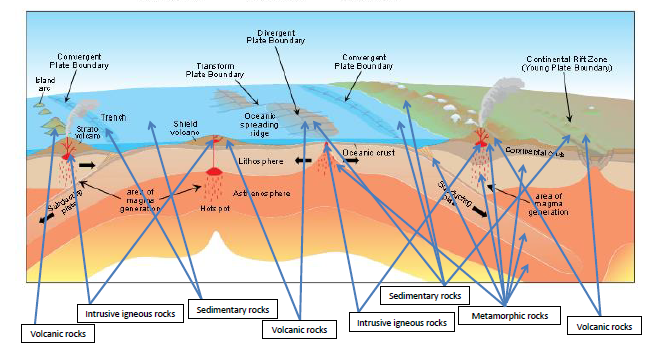 Divergent
Plate Boundary
Convergent
Plate Boundary
Transform
Plate Boundary
Convergent
Plate Boundary
Continental Rift Zone
(Young Plate Boundary)
Island
arc
Trench
Strato
volcano
Shield
volcano
Oceanic
spreading
ridge
Oceanic crust
Continental crust
Lithosphere
Subducting
plate
area of
magma
generation
Asthenosphere
Hot spot
Subducting
plate
area of
magma
generation
Sedimentary rocks
Intrusive igneous rocks
Sedimentary rocks
Metamorphic rocks
Volcanic rocks
Volcanic rocks
Intrusive igneous rocks
Volcanic rocks